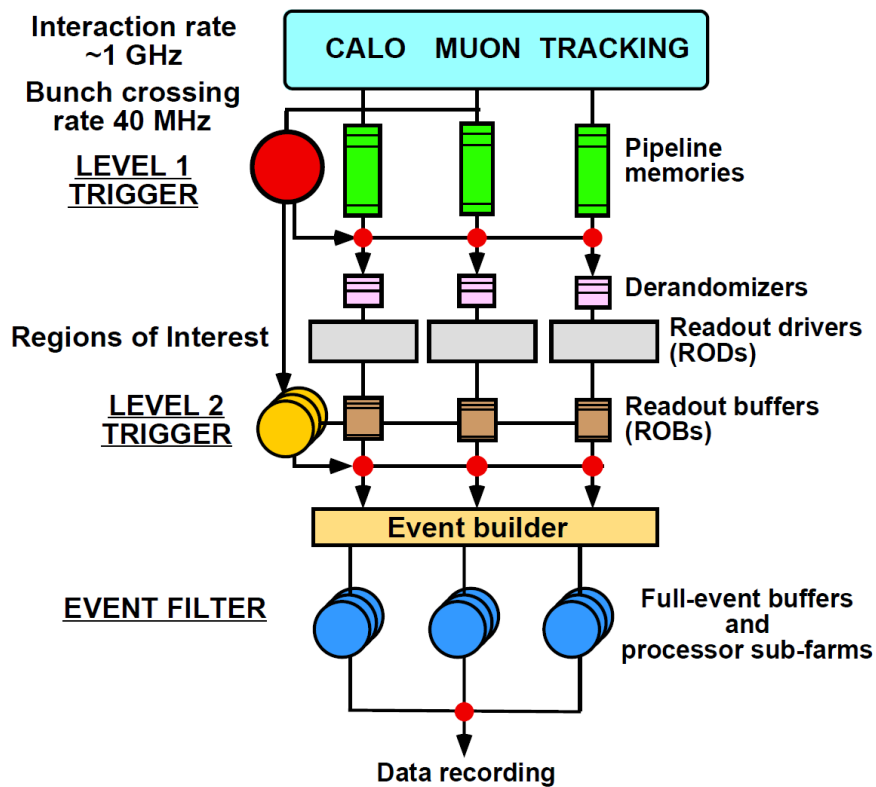 Interaction rate
~1 GHz
CALO MUON TRACKING
Bunch crossing
rate 40 MHz
LEVEL 1
TRIGGER
Pipeline
memories
Derandomizers
Regions of Interest
Readout drivers
(RODs)
LEVEL 2
TRIGGER
Readout buffers
(ROBs)
Event builder
EVENT FILTER
Full-event buffers
and
processor sub-farms
Data recording